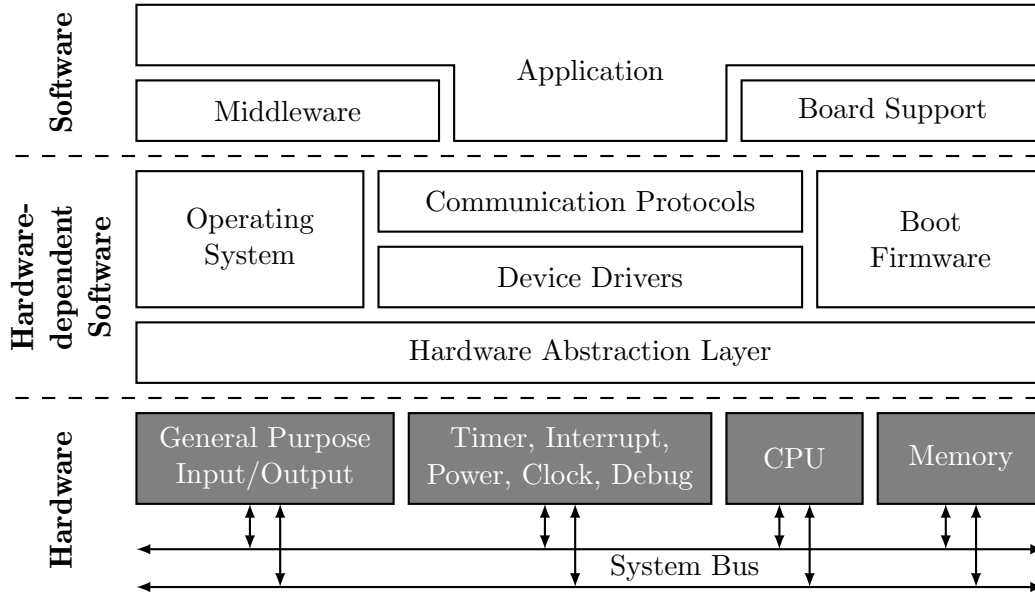 Software
Application
Middleware
Board Support
Hardware-
dependent
Software
Operating
System
Communication Protocols
Device Drivers
Boot
Firmware
Hardware Abstraction Layer
Hardware
General Purpose
Input/Output
Timer, Interrupt,
Power, Clock, Debug
CPU
Memory
System Bus